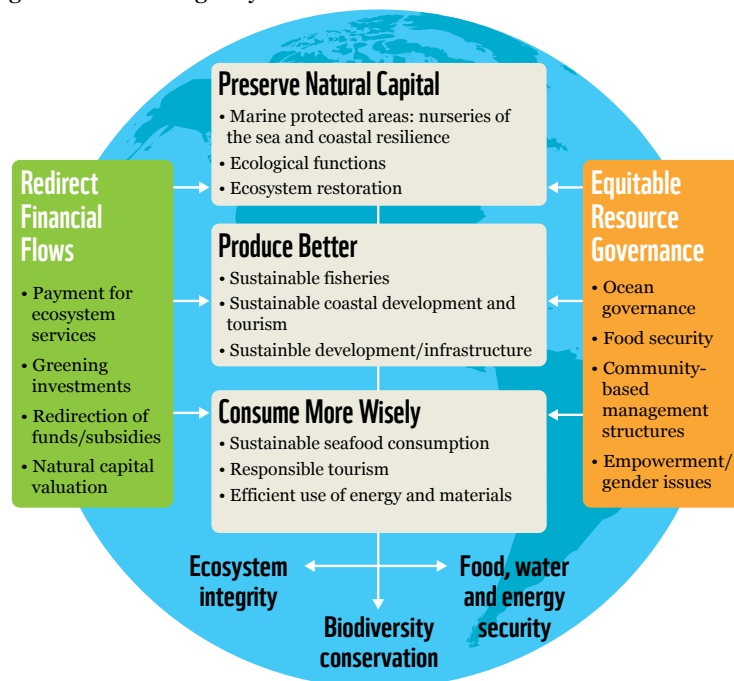 Preserve Natural Capital
• Marine protected areas: nurseries of
the sea and coastal resilience
• Ecological functions
• Ecosystem restoration
Redirect
Financial
Flows
• Payment for
ecosystem
services
• Greening
investments
• Redirection of
funds/subsidies
• Natural capital
valuation
Produce Better
• Sustainable fisheries
• Sustainable coastal development and
tourism
• Sustainble development/infrastructure
Consume More Wisely
• Sustainable seafood consumption
• Responsible tourism
• Efficient use of energy and materials
Equitable
Resource
Governance
• Ocean
governance
• Food security
• Community-
based
management
structures
• Empowerment/
gender issues
Ecosystem
integrity
Biodiversity
conservation
Food, water
and energy
security